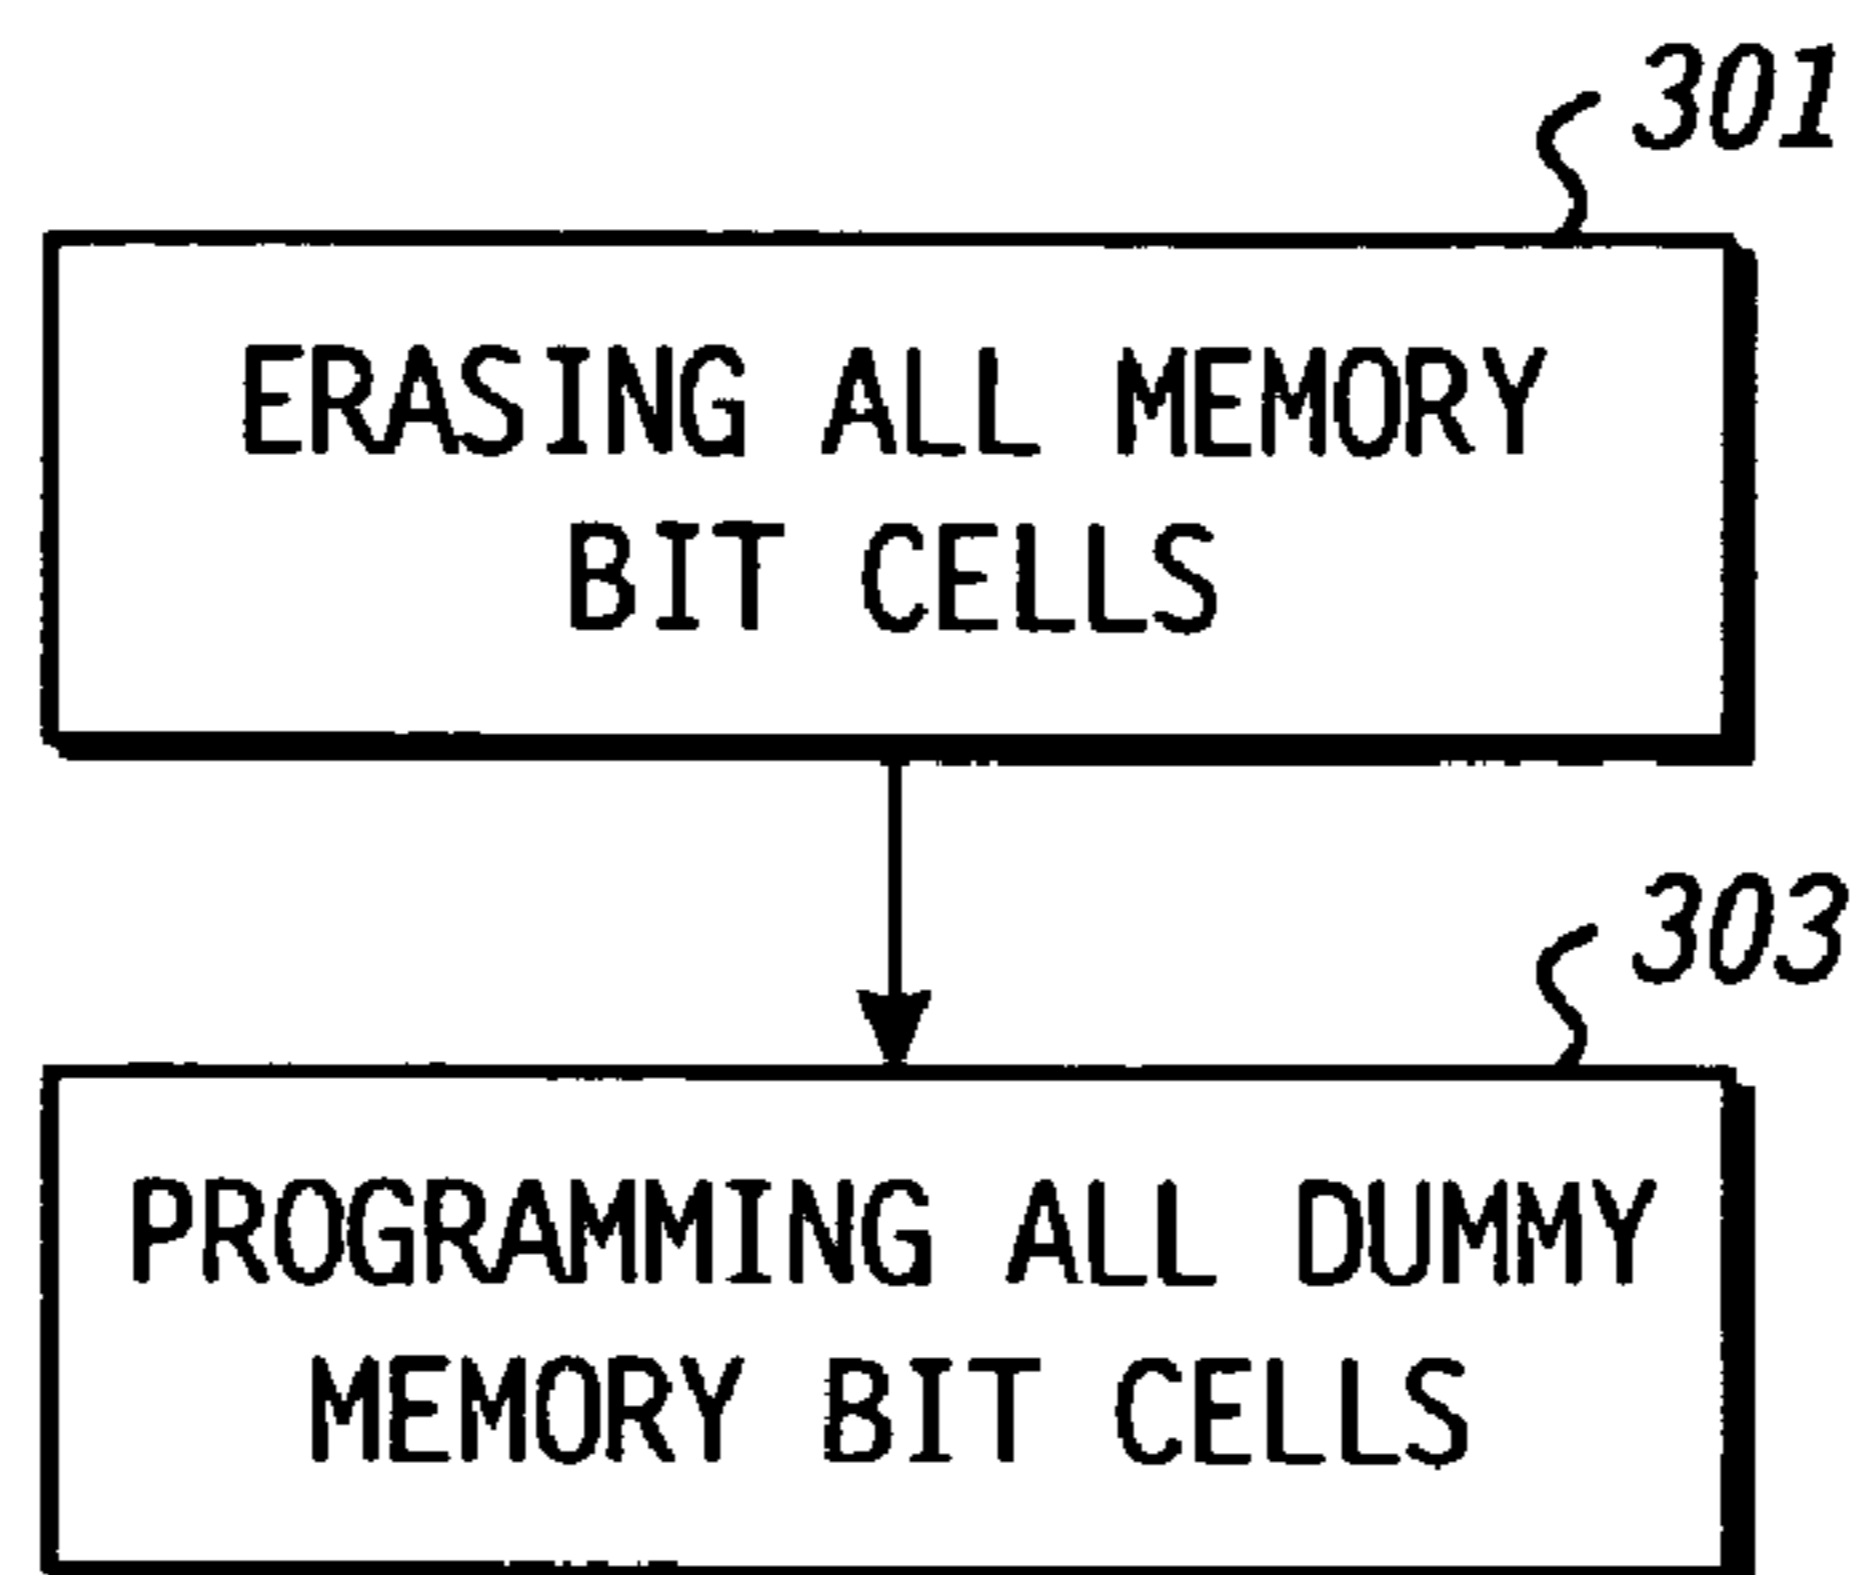 301
ERASING ALL MEMORY
BIT CELLS
303
PROGRAMMING ALL DUMMY
MEMORY BIT CELLS